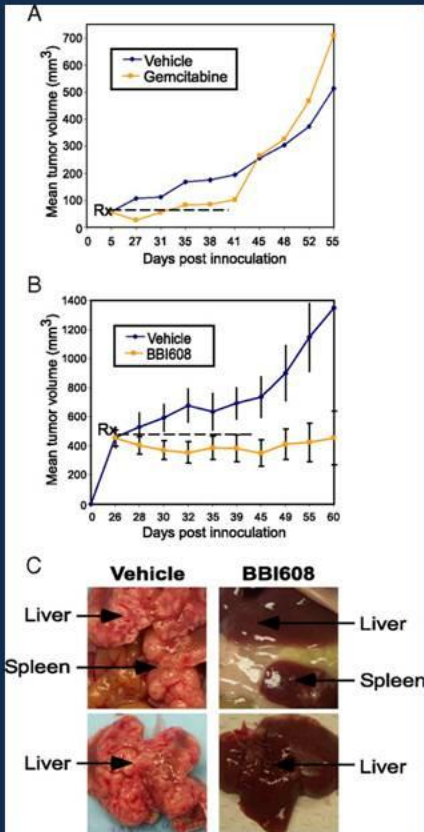 A
Mean tumor volume (mm³)
700
600
500
400
300
200
100
0
Vehicle
Gemcitabine
Rx
0 5 27 31 35 38 41 45 48 52 55
Days post innoculation
B
Mean tumor volume (mm³)
1400
1200
1000
800
600
400
200
0
Vehicle
BBI608
Rx
0 26 28 30 32 35 39 45 49 55 60
Days post innoculation
C
Vehicle BBI608
Liver Liver
Spleen Spleen
Liver Liver